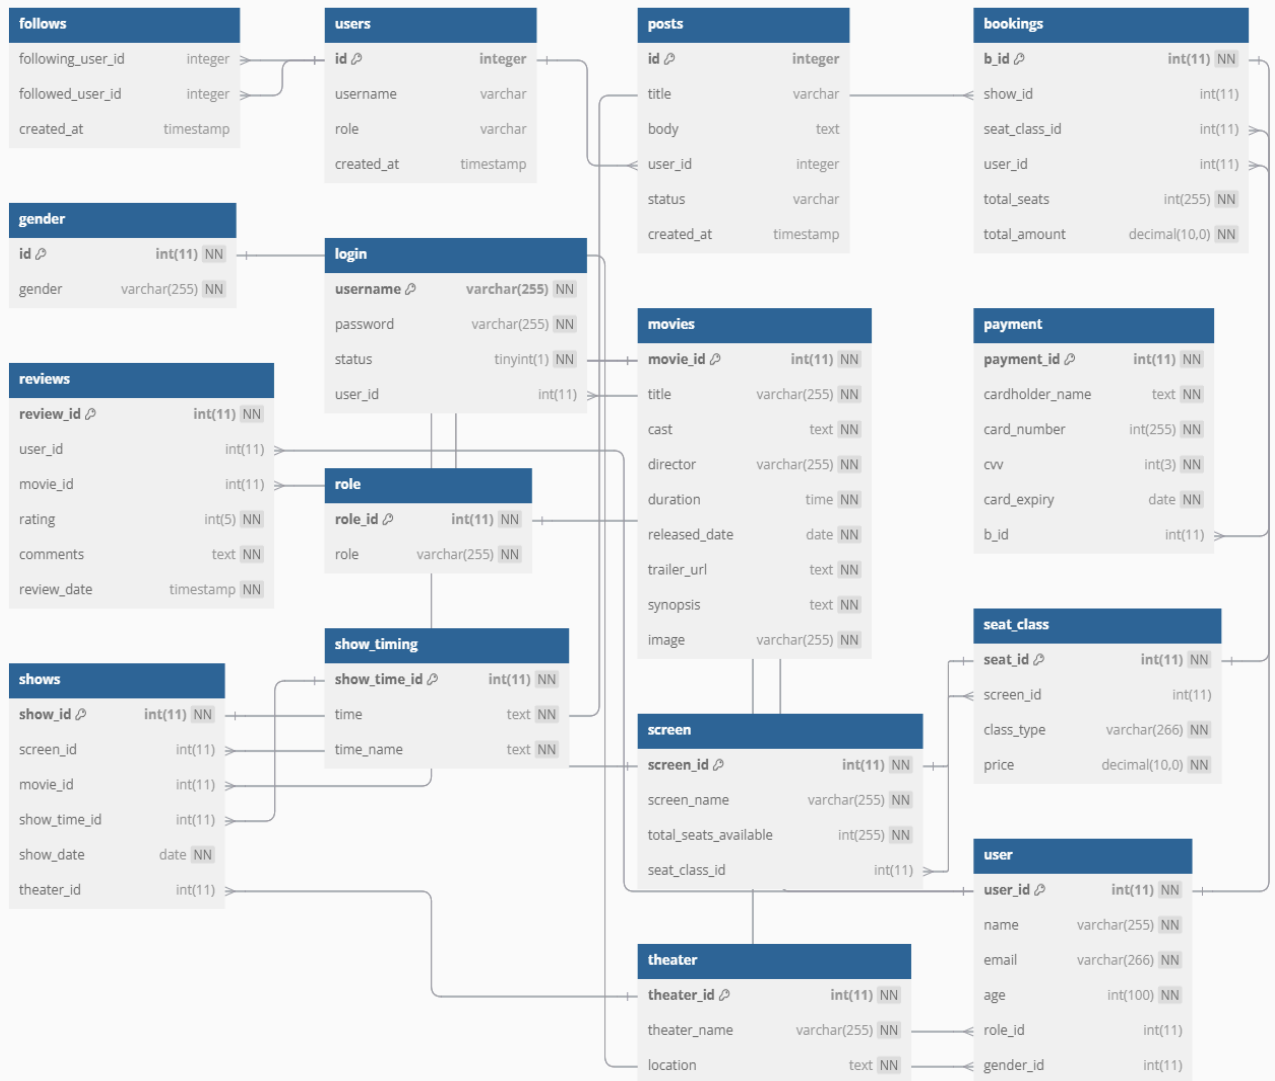 follows
following_user_id integer
followed_user_id integer
created_at timestamp
users
id integer
username varchar
role varchar
created_at timestamp
posts
id integer
title varchar
body text
user_id integer
status varchar
created_at timestamp
bookings
b_id int(11) NN
show_id int(11)
seat_class_id int(11)
user_id int(11)
total_seats int(255) NN
total_amount decimal(10,0) NN
gender
id int(11) NN
gender varchar(255) NN
login
username varchar(255) NN
password varchar(255) NN
status tinyint(1) NN
user_id int(11)
movies
movie_id int(11) NN
title varchar(255) NN
cast text NN
director varchar(255) NN
duration time NN
released_date date NN
trailer_url text NN
synopsis text NN
image varchar(255) NN
payment
payment_id int(11) NN
cardholder_name text NN
card_number int(255) NN
cvv int(3) NN
card_expiry date NN
b_id int(11)
reviews
review_id int(11) NN
user_id int(11)
movie_id int(11)
rating int(5) NN
comments text NN
review_date timestamp NN
role
role_id int(11) NN
role varchar(255) NN
show_timing
show_time_id int(11) NN
time text NN
time_name text NN
seat_class
seat_id int(11) NN
screen_id int(11)
class_type varchar(266) NN
price decimal(10,0) NN
shows
show_id int(11) NN
screen_id int(11)
movie_id int(11)
show_time_id int(11)
show_date date NN
theater_id int(11)
screen
screen_id int(11) NN
screen_name varchar(255) NN
total_seats_available int(255) NN
seat_class_id int(11)
user
user_id int(11) NN
name varchar(255) NN
email varchar(266) NN
age int(100) NN
role_id int(11)
gender_id int(11)
theater
theater_id int(11) NN
theater_name varchar(255) NN
location text NN